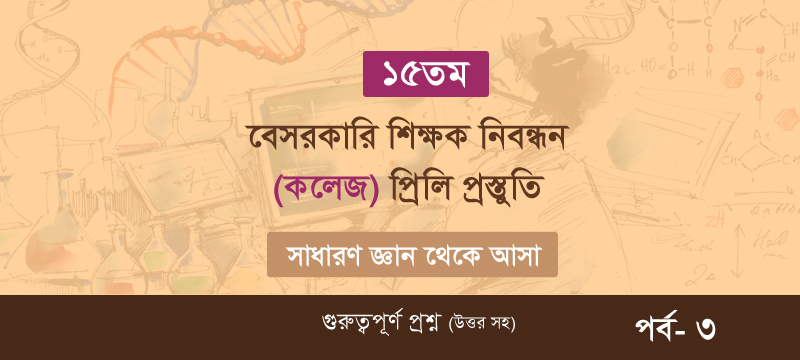 ১৫তম
বেসরকারি শিক্ষক নিবন্ধন
(কলেজ) প্রিলি প্রস্তুতি
সাধারণ জ্ঞান থেকে আসা
গুরুত্বপূর্ণ প্রশ্ন (উত্তর সহ)
পর্ব- ৩